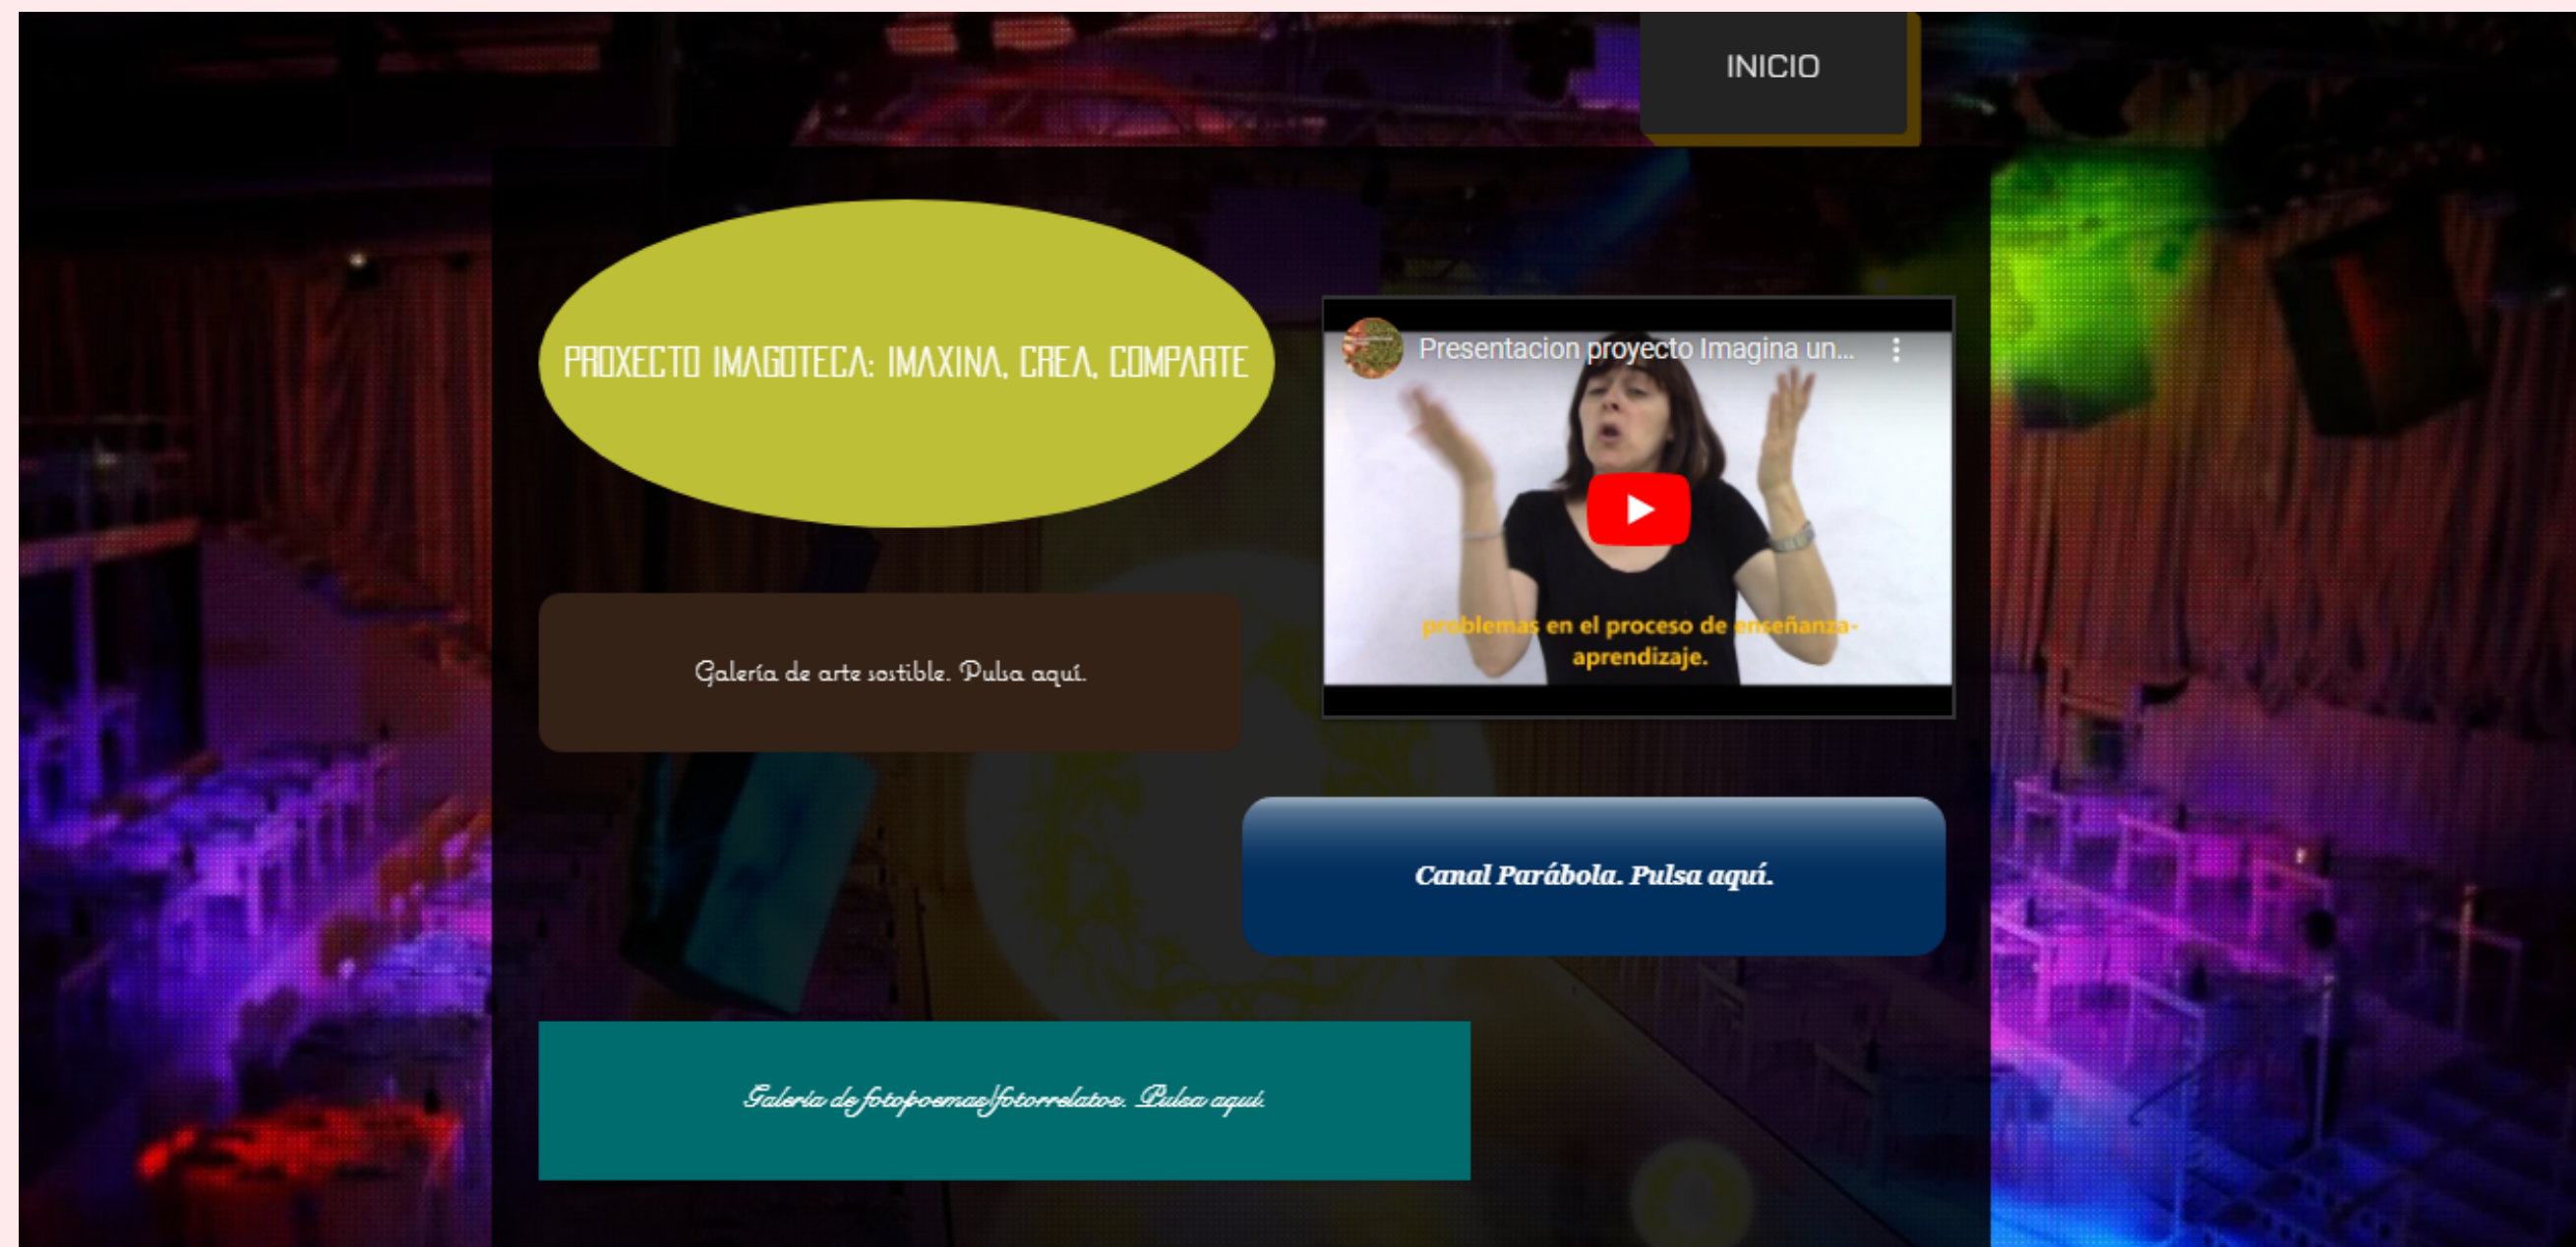 INICIO
PROXECTO IMAGOTECA: IMAXINA, CREA, COMPARTE
Presentacion proyecto Imagina un...
problemas en el proceso de enseñanza-
aprendizaje.
Galería de arte sostible. Pulsa aquí.
Canal Parábola. Pulsa aquí.
Galería de fotopoemas/fotorrelatos. Pulsa aquí.